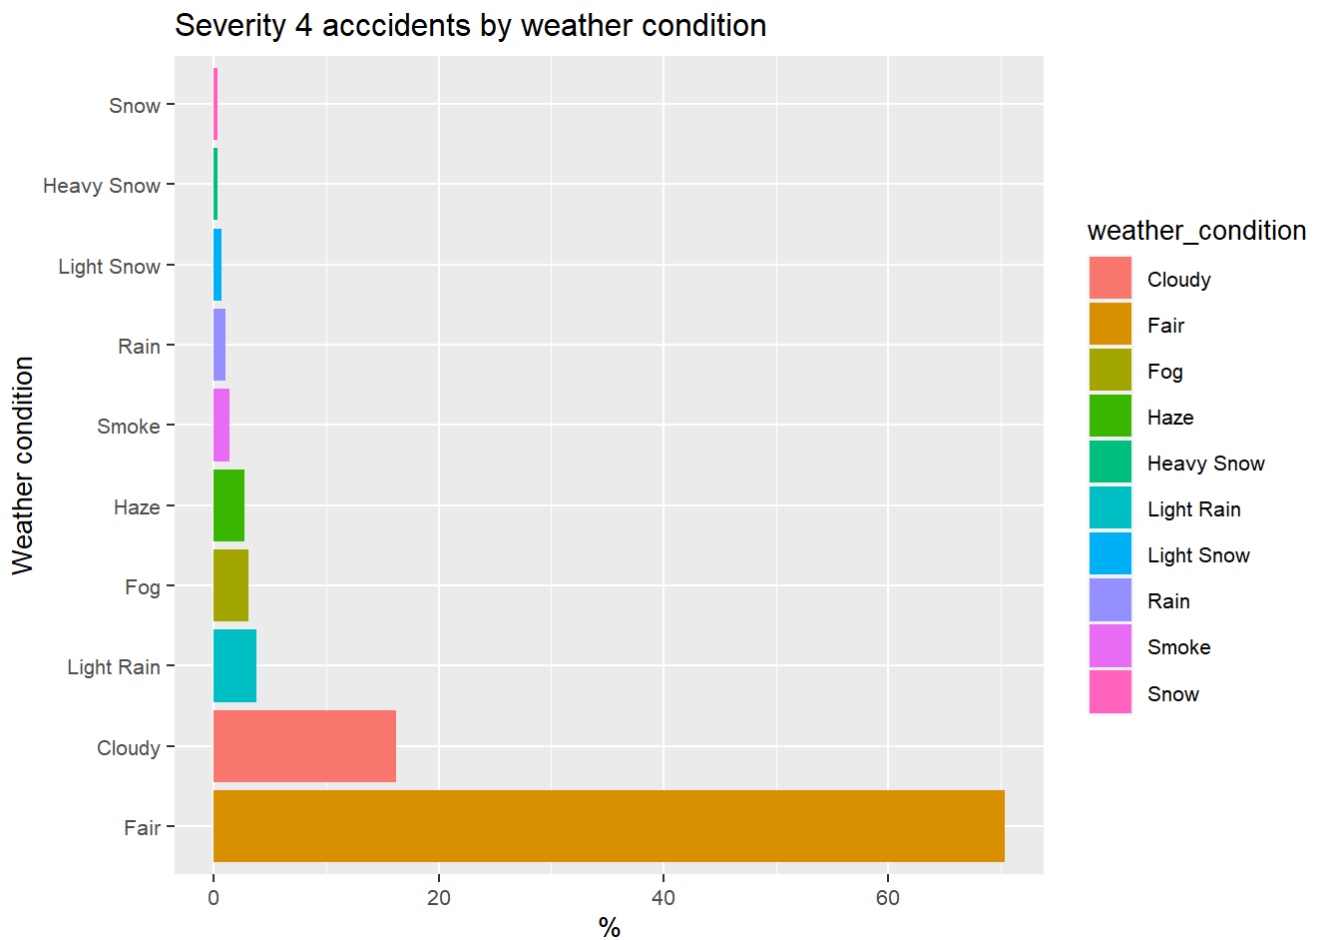 Severity 4 acccidents by weather condition
Weather condition
Snow
Heavy Snow
Light Snow
Rain
Smoke
Haze
Fog
Light Rain
Cloudy
Fair
0 20 40 60
%
weather_condition
Cloudy
Fair
Fog
Haze
Heavy Snow
Light Rain
Light Snow
Rain
Smoke
Snow